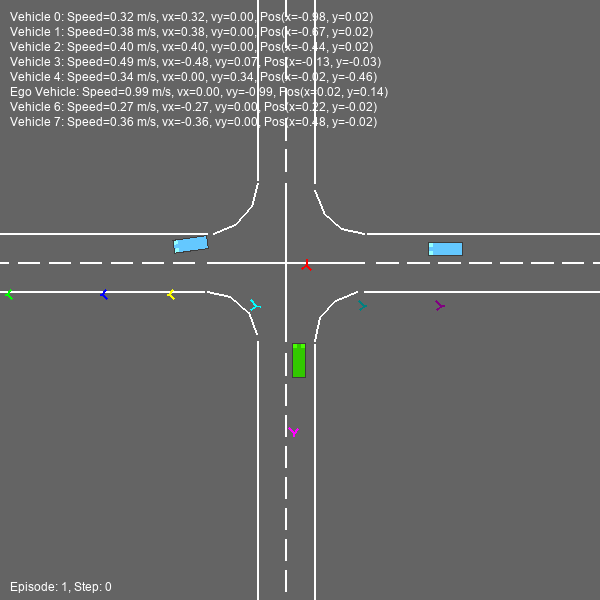 Vehicle 0: Speed=0.32 m/s, vx=0.32, vy=0.00, Pos(x=-0.98, y=0.02)
Vehicle 1: Speed=0.38 m/s, vx=0.38, vy=0.00, Pos(x=-0.67, y=0.02)
Vehicle 2: Speed=0.40 m/s, vx=0.40, vy=0.00, Pos(x=-0.44, y=0.02)
Vehicle 3: Speed=0.49 m/s, vx=-0.48, vy=0.07, Pos(x=-0.13, y=-0.03)
Vehicle 4: Speed=0.34 m/s, vx=0.00, vy=0.34, Pos(x=-0.02, y=-0.46)
Ego Vehicle: Speed=0.99 m/s, vx=0.00, vy=-0.99, Pos(x=0.02, y=0.14)
Vehicle 6: Speed=0.27 m/s, vx=-0.27, vy=0.00, Pos(x=0.22, y=-0.02)
Vehicle 7: Speed=0.36 m/s, vx=-0.36, vy=0.00, Pos(x=0.48, y=-0.02)
Episode: 1, Step: 0